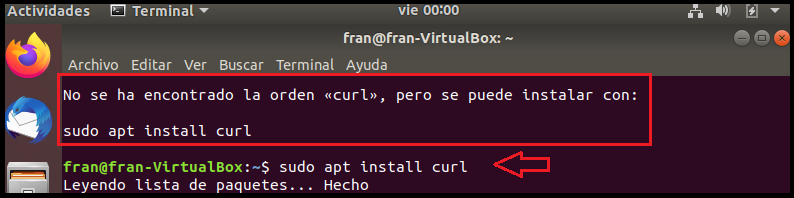 Actividades Terminal vie 00:00
fran@fran-VirtualBox: ~
Archivo Editar Ver Buscar Terminal Ayuda
No se ha encontrado la orden «curl», pero se puede instalar con:
sudo apt install curl
fran@fran-VirtualBox:~$ sudo apt install curl
Leyendo lista de paquetes... Hecho